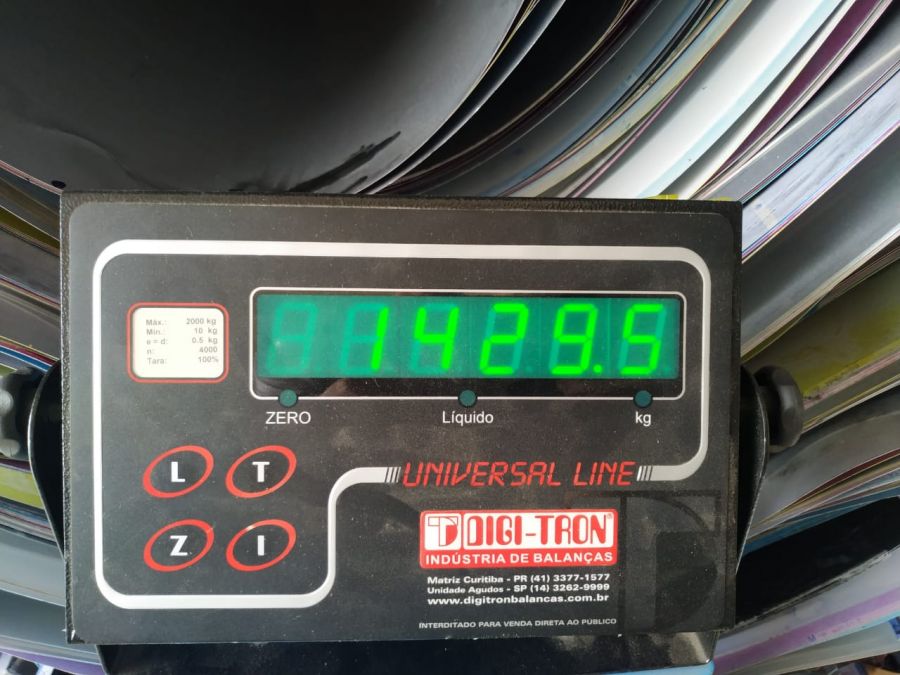 1429.5
Máx.: 2000 kg
Mín.: 10 kg
e = d: 0.5 kg
n: 4000
Tara: 100%
ZERO Líquido kg
L T
UNIVERSAL LINE
Z I
DIGI-TRON
INDÚSTRIA DE BALANÇAS
Matriz Curitiba - PR (41) 3377-1577
Unidade Agudos - SP (14) 3262-9999
www.digitronbalancas.com.br
INTERDITADO PARA VENDA DIRETA AO PÚBLICO